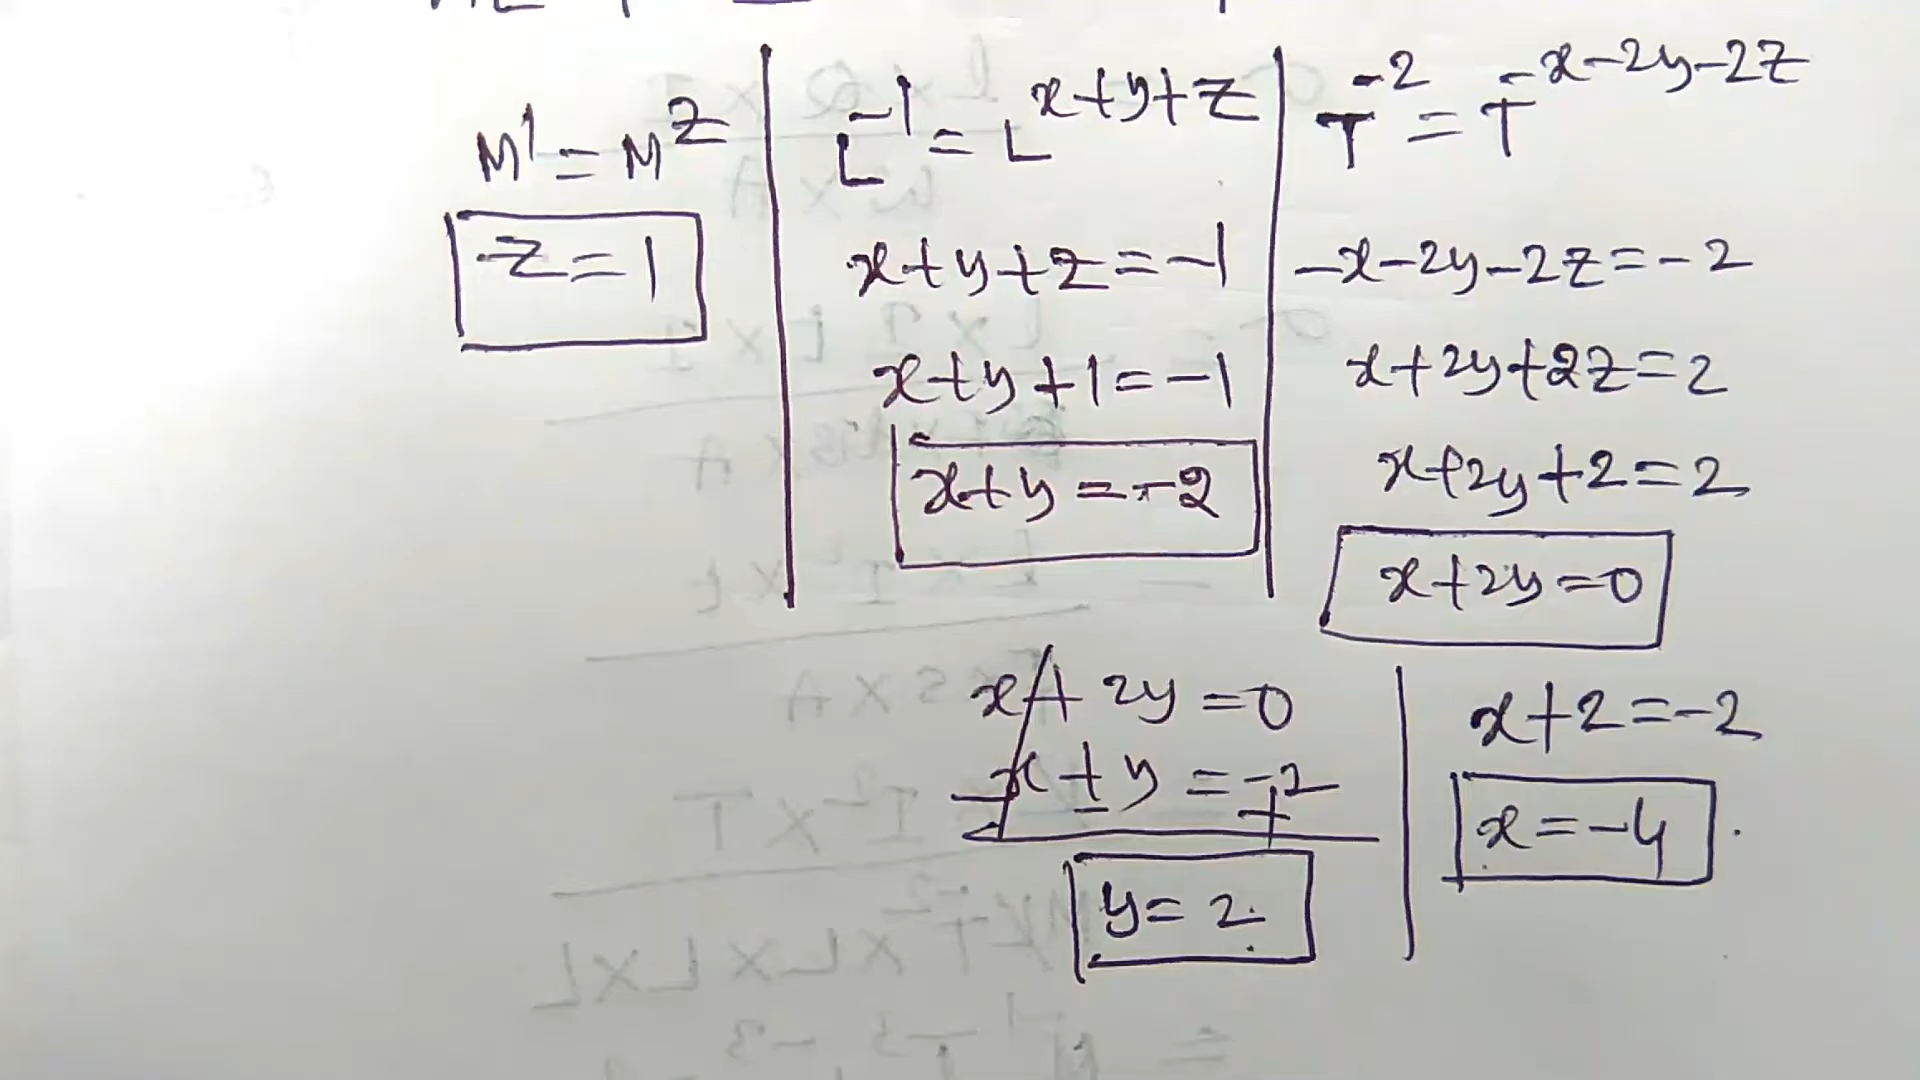 M¹ = M^z
z = 1
L⁻¹ = L^(x+y+z)
x+y+z = -1
x+y+1 = -1
x+y = -2
T⁻² = T^(-x-2y-2z)
-x-2y-2z = -2
x+2y+2z = 2
x+2y+2 = 2
x+2y = 0
x + 2y = 0
x + y = -2
- - +
y = 2
x+2 = -2
x = -4